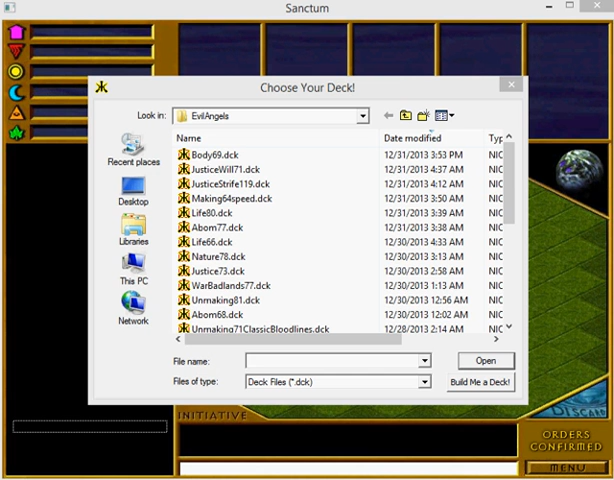 Sanctum
Choose Your Deck!
Look in: EvilAngels
Name Date modified Typ
Recent places
Desktop
Libraries
This PC
Network
Body69.dck 12/31/2013 3:53 PM NIC
JusticeWill71.dck 12/31/2013 4:37 AM NIC
JusticeStrife119.dck 12/31/2013 4:12 AM NIC
Making64speed.dck 12/31/2013 3:50 AM NIC
Life80.dck 12/31/2013 3:39 AM NIC
Abom77.dck 12/31/2013 3:38 AM NIC
Life66.dck 12/30/2013 4:33 AM NIC
Nature78.dck 12/30/2013 3:13 AM NIC
Justice73.dck 12/30/2013 2:58 AM NIC
WarBadlands77.dck 12/30/2013 1:13 AM NIC
Unmaking81.dck 12/30/2013 12:56 AM NIC
Abom68.dck 12/30/2013 12:02 AM NIC
Unmaking71ClassicBloodlines.dck 12/28/2013 2:14 AM NIC
File name: Open
Files of type: Deck Files (*.dck) Build Me a Deck!
INITIATIVE
DISCARD
ORDERS
CONFIRMED
MENU